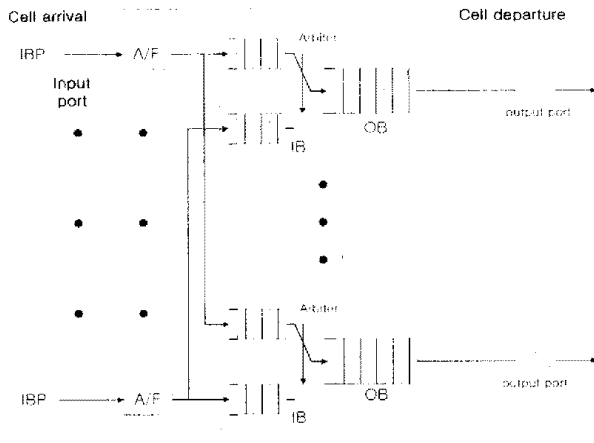 Cell arrival
Cell departure
IBP
A/F
Arbiter
Input
port
OB
output port
IB
Arbiter
IBP
A/F
OB
output port
IB